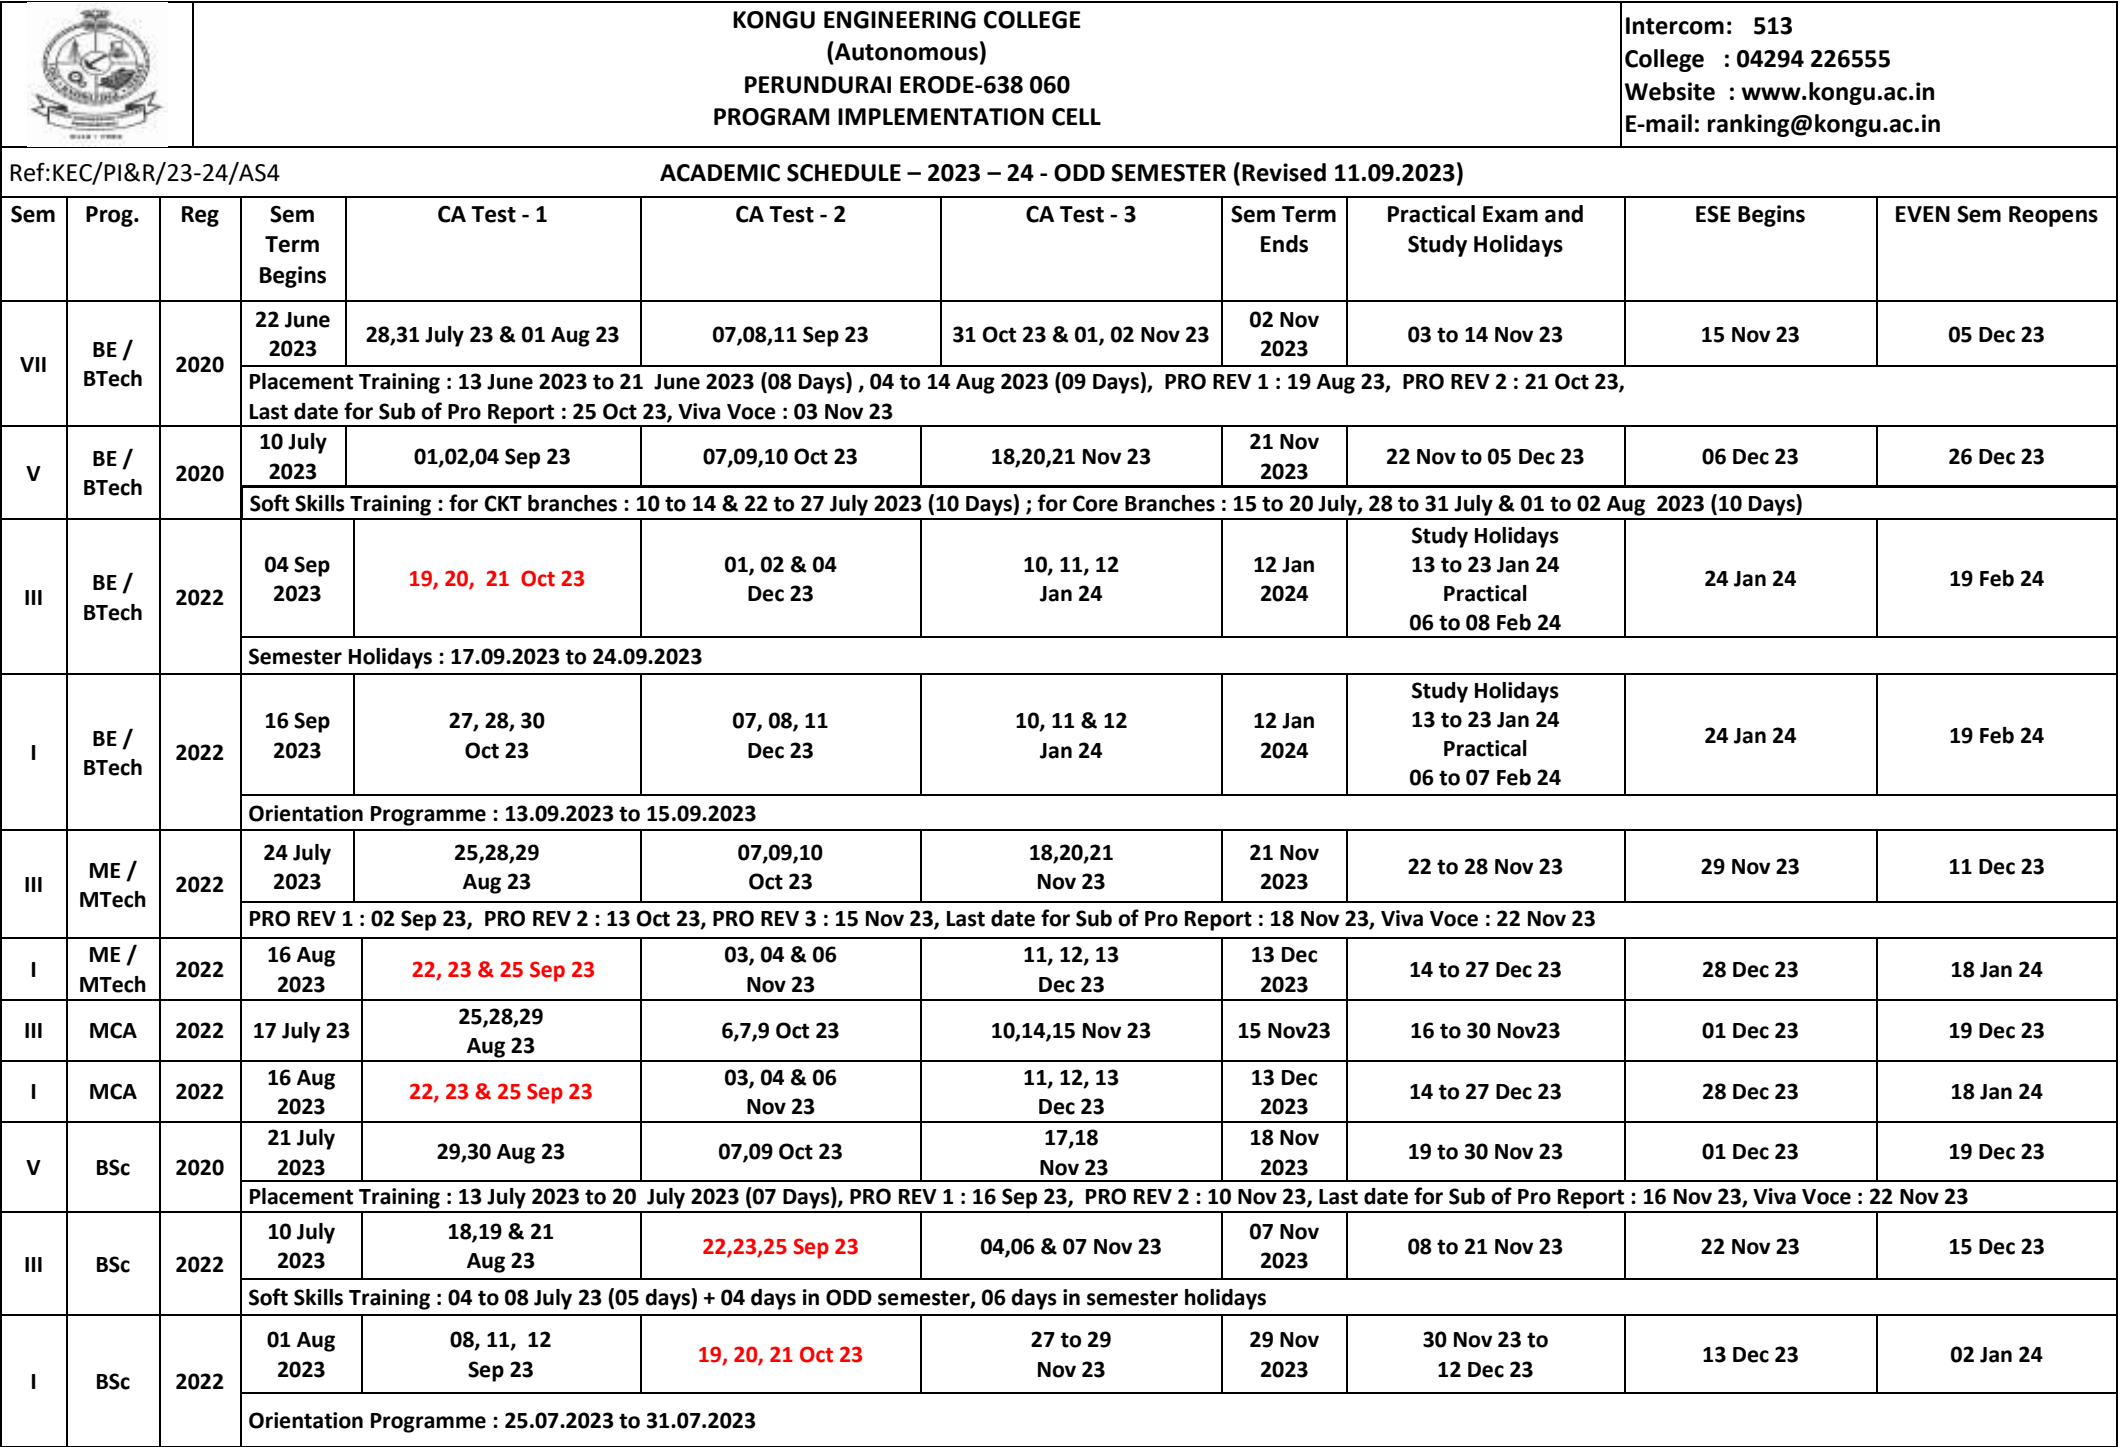 KONGU ENGINEERING COLLEGE
(Autonomous)
PERUNDURAI ERODE-638 060
PROGRAM IMPLEMENTATION CELL
Intercom: 513
College : 04294 226555
Website : www.kongu.ac.in
E-mail: ranking@kongu.ac.in
Ref:KEC/PI&R/23-24/AS4 ACADEMIC SCHEDULE – 2023 – 24 - ODD SEMESTER (Revised 11.09.2023)
Sem Prog. Reg Sem Term Begins CA Test - 1 CA Test - 2 CA Test - 3 Sem Term Ends Practical Exam and Study Holidays ESE Begins EVEN Sem Reopens
VII BE / BTech 2020 22 June 2023 28,31 July 23 & 01 Aug 23 07,08,11 Sep 23 31 Oct 23 & 01, 02 Nov 23 02 Nov 2023 03 to 14 Nov 23 15 Nov 23 05 Dec 23
Placement Training : 13 June 2023 to 21 June 2023 (08 Days) , 04 to 14 Aug 2023 (09 Days), PRO REV 1 : 19 Aug 23, PRO REV 2 : 21 Oct 23,
Last date for Sub of Pro Report : 25 Oct 23, Viva Voce : 03 Nov 23
V BE / BTech 2020 10 July 2023 01,02,04 Sep 23 07,09,10 Oct 23 18,20,21 Nov 23 21 Nov 2023 22 Nov to 05 Dec 23 06 Dec 23 26 Dec 23
Soft Skills Training : for CKT branches : 10 to 14 & 22 to 27 July 2023 (10 Days) ; for Core Branches : 15 to 20 July, 28 to 31 July & 01 to 02 Aug 2023 (10 Days)
III BE / BTech 2022 04 Sep 2023 19, 20, 21 Oct 23 01, 02 & 04 Dec 23 10, 11, 12 Jan 24 12 Jan 2024 Study Holidays 13 to 23 Jan 24 Practical 06 to 08 Feb 24 24 Jan 24 19 Feb 24
Semester Holidays : 17.09.2023 to 24.09.2023
I BE / BTech 2022 16 Sep 2023 27, 28, 30 Oct 23 07, 08, 11 Dec 23 10, 11 & 12 Jan 24 12 Jan 2024 Study Holidays 13 to 23 Jan 24 Practical 06 to 07 Feb 24 24 Jan 24 19 Feb 24
Orientation Programme : 13.09.2023 to 15.09.2023
III ME / MTech 2022 24 July 2023 25,28,29 Aug 23 07,09,10 Oct 23 18,20,21 Nov 23 21 Nov 2023 22 to 28 Nov 23 29 Nov 23 11 Dec 23
PRO REV 1 : 02 Sep 23, PRO REV 2 : 13 Oct 23, PRO REV 3 : 15 Nov 23, Last date for Sub of Pro Report : 18 Nov 23, Viva Voce : 22 Nov 23
I ME / MTech 2022 16 Aug 2023 22, 23 & 25 Sep 23 03, 04 & 06 Nov 23 11, 12, 13 Dec 23 13 Dec 2023 14 to 27 Dec 23 28 Dec 23 18 Jan 24
III MCA 2022 17 July 23 25,28,29 Aug 23 6,7,9 Oct 23 10,14,15 Nov 23 15 Nov23 16 to 30 Nov23 01 Dec 23 19 Dec 23
I MCA 2022 16 Aug 2023 22, 23 & 25 Sep 23 03, 04 & 06 Nov 23 11, 12, 13 Dec 23 13 Dec 2023 14 to 27 Dec 23 28 Dec 23 18 Jan 24
V BSc 2020 21 July 2023 29,30 Aug 23 07,09 Oct 23 17,18 Nov 23 18 Nov 2023 19 to 30 Nov 23 01 Dec 23 19 Dec 23
Placement Training : 13 July 2023 to 20 July 2023 (07 Days), PRO REV 1 : 16 Sep 23, PRO REV 2 : 10 Nov 23, Last date for Sub of Pro Report : 16 Nov 23, Viva Voce : 22 Nov 23
III BSc 2022 10 July 2023 18,19 & 21 Aug 23 22,23,25 Sep 23 04,06 & 07 Nov 23 07 Nov 2023 08 to 21 Nov 23 22 Nov 23 15 Dec 23
Soft Skills Training : 04 to 08 July 23 (05 days) + 04 days in ODD semester, 06 days in semester holidays
I BSc 2022 01 Aug 2023 08, 11, 12 Sep 23 19, 20, 21 Oct 23 27 to 29 Nov 23 29 Nov 2023 30 Nov 23 to 12 Dec 23 13 Dec 23 02 Jan 24
Orientation Programme : 25.07.2023 to 31.07.2023